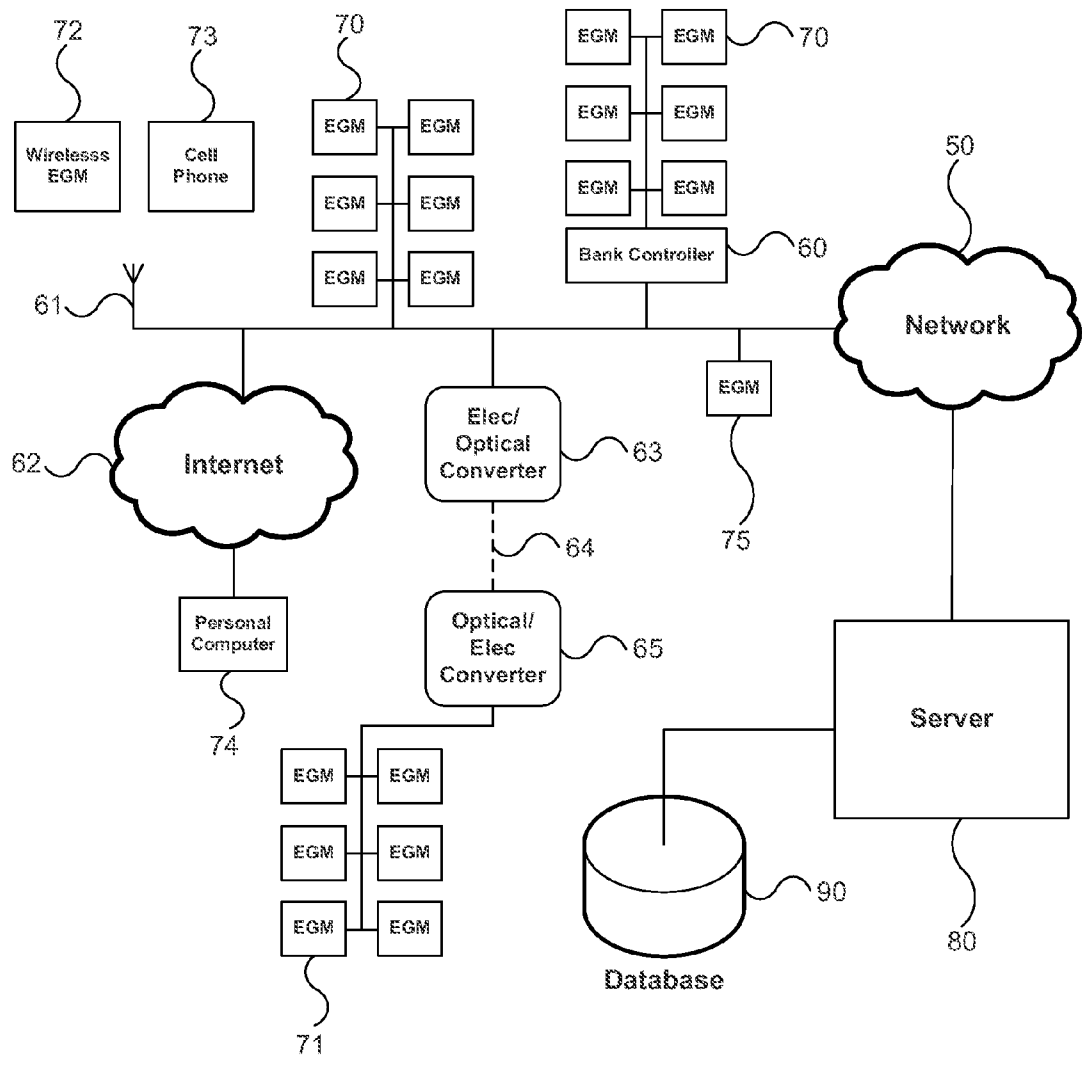 72
73
70
EGM
EGM
70
Wirelesss
EGM
Cell
Phone
EGM
EGM
EGM
EGM
EGM
EGM
EGM
EGM
EGM
EGM
50
Bank Controller
60
61
Network
EGM
75
Elec/
Optical
Converter
63
62
Internet
64
Personal
Computer
74
Optical/
Elec
Converter
65
Server
80
EGM
EGM
EGM
EGM
EGM
EGM
71
90
Database